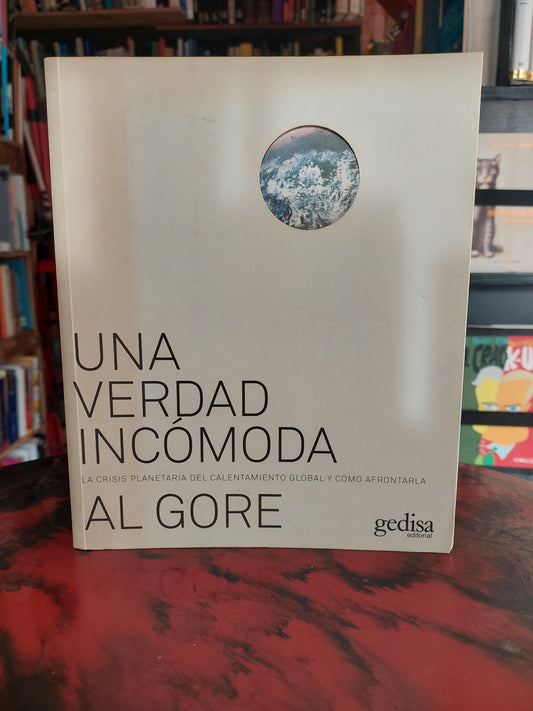 UNA
VERDAD
INCÓMODA
LA CRISIS PLANETARIA DEL CALENTAMIENTO GLOBAL Y CÓMO AFRONTARLA
AL GORE
gedisa
editorial